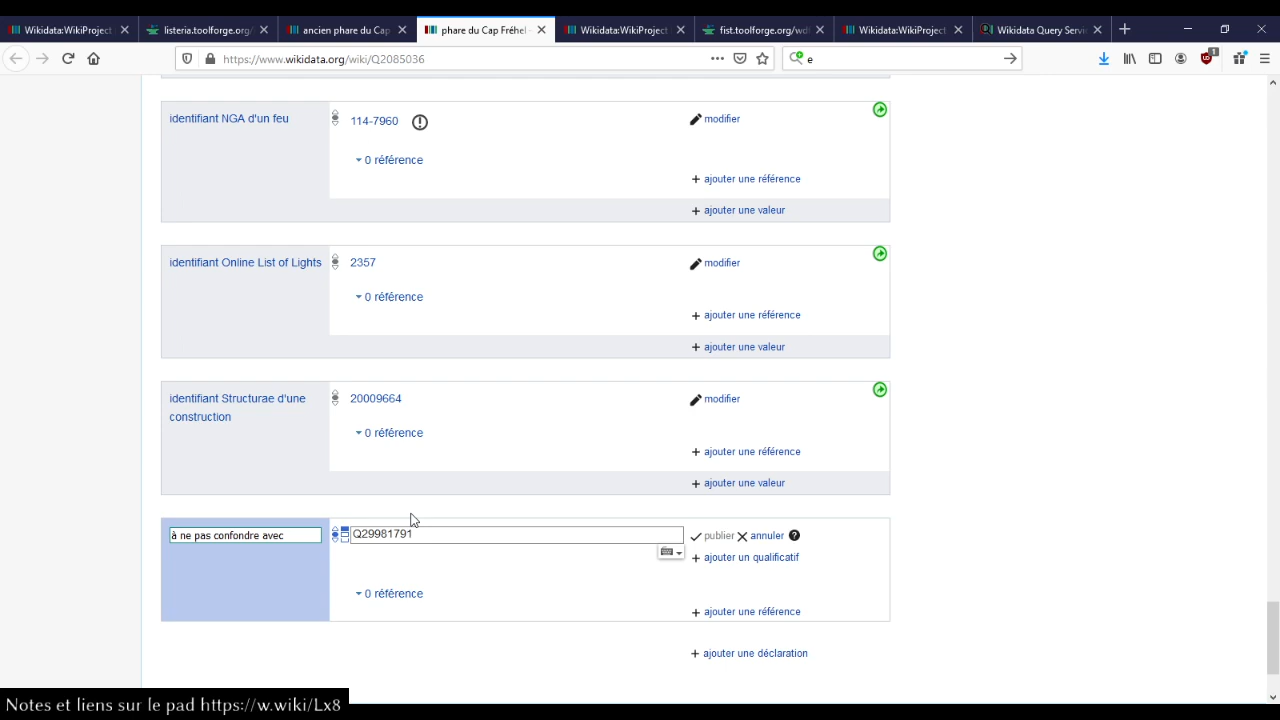 Wikidata:WikiProject
listeria.toolforge.org/
ancien phare du Cap
phare du Cap Fréhel –
Wikidata:WikiProject
fist.toolforge.org/wdf
Wikidata:WikiProject
Wikidata Query Servi
https://www.wikidata.org/wiki/Q2085036
e
1
identifiant NGA d'un feu
114-7960
modifier
0 référence
ajouter une référence
ajouter une valeur
identifiant Online List of Lights
2357
modifier
0 référence
ajouter une référence
ajouter une valeur
identifiant Structurae d'une
construction
20009664
modifier
0 référence
ajouter une référence
ajouter une valeur
à ne pas confondre avec
Q29981791
publier annuler
ajouter un qualificatif
0 référence
ajouter une référence
ajouter une déclaration
Notes et liens sur le pad https://w.wiki/Lx8